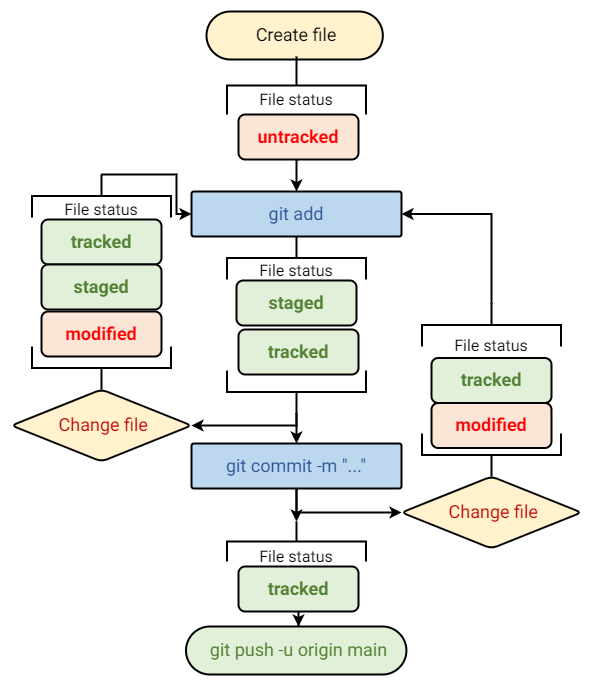 Create file
File status
untracked
git add
File status
tracked
staged
modified
Change file
File status
staged
tracked
git commit -m "..."
File status
tracked
modified
Change file
File status
tracked
git push -u origin main